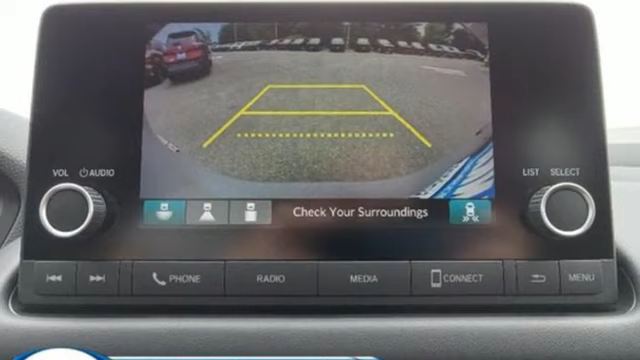 VOL AUDIO
LIST SELECT
Check Your Surroundings
PHONE RADIO MEDIA CONNECT MENU